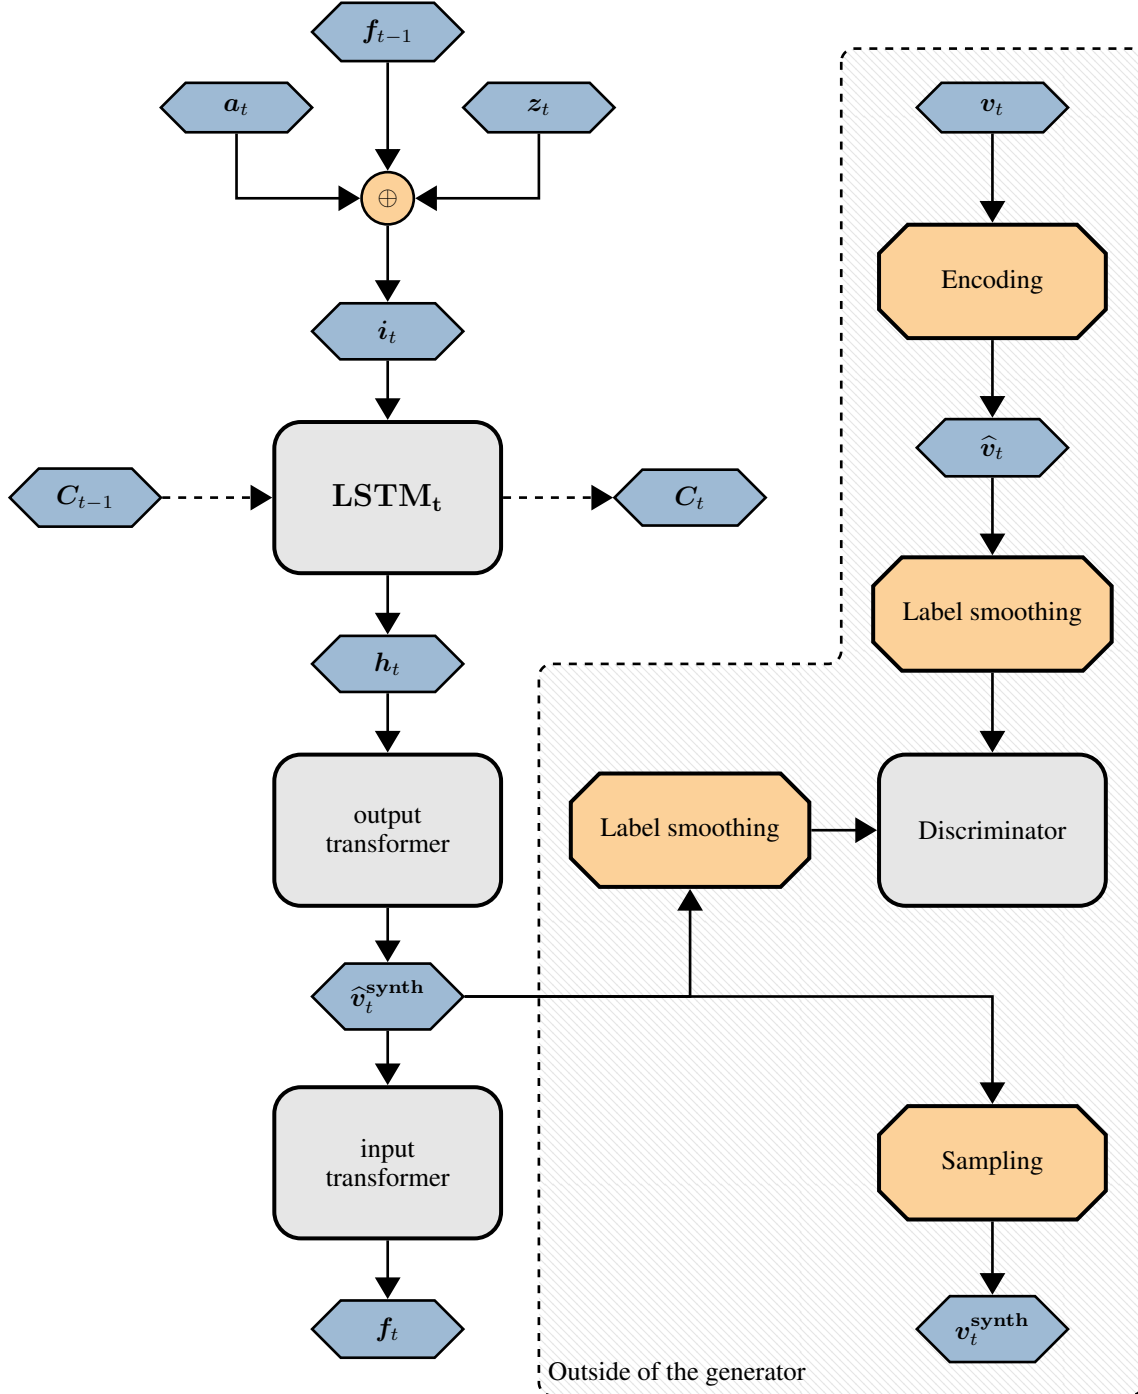 f_{t−1}
a_t
z_t
v_t
⊕
Encoding
i_t
v̂_t
C_{t−1}
LSTM_t
C_t
Label smoothing
h_t
output
transformer
Label smoothing
Discriminator
v̂_t^{synth}
input
transformer
Sampling
f_t
v_t^{synth}
Outside of the generator